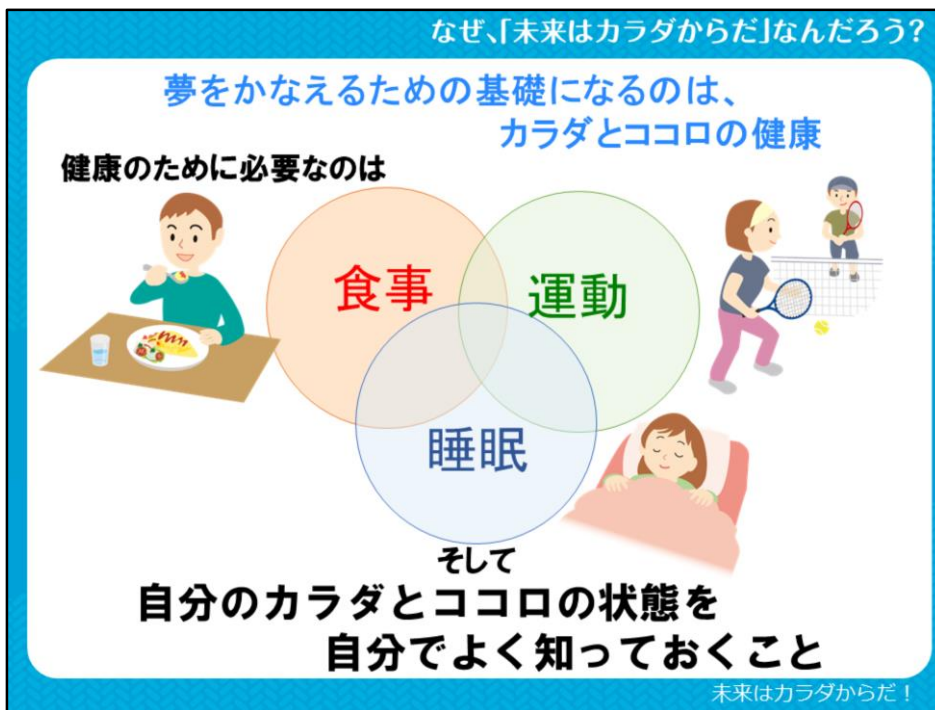 なぜ、「未来はカラダからだ」なんだろう？
夢をかなえるための基礎になるのは、
カラダとココロの健康
健康のために必要なのは
食事
運動
睡眠
そして
自分のカラダとココロの状態を
自分でよく知っておくこと
未来はカラダからだ！